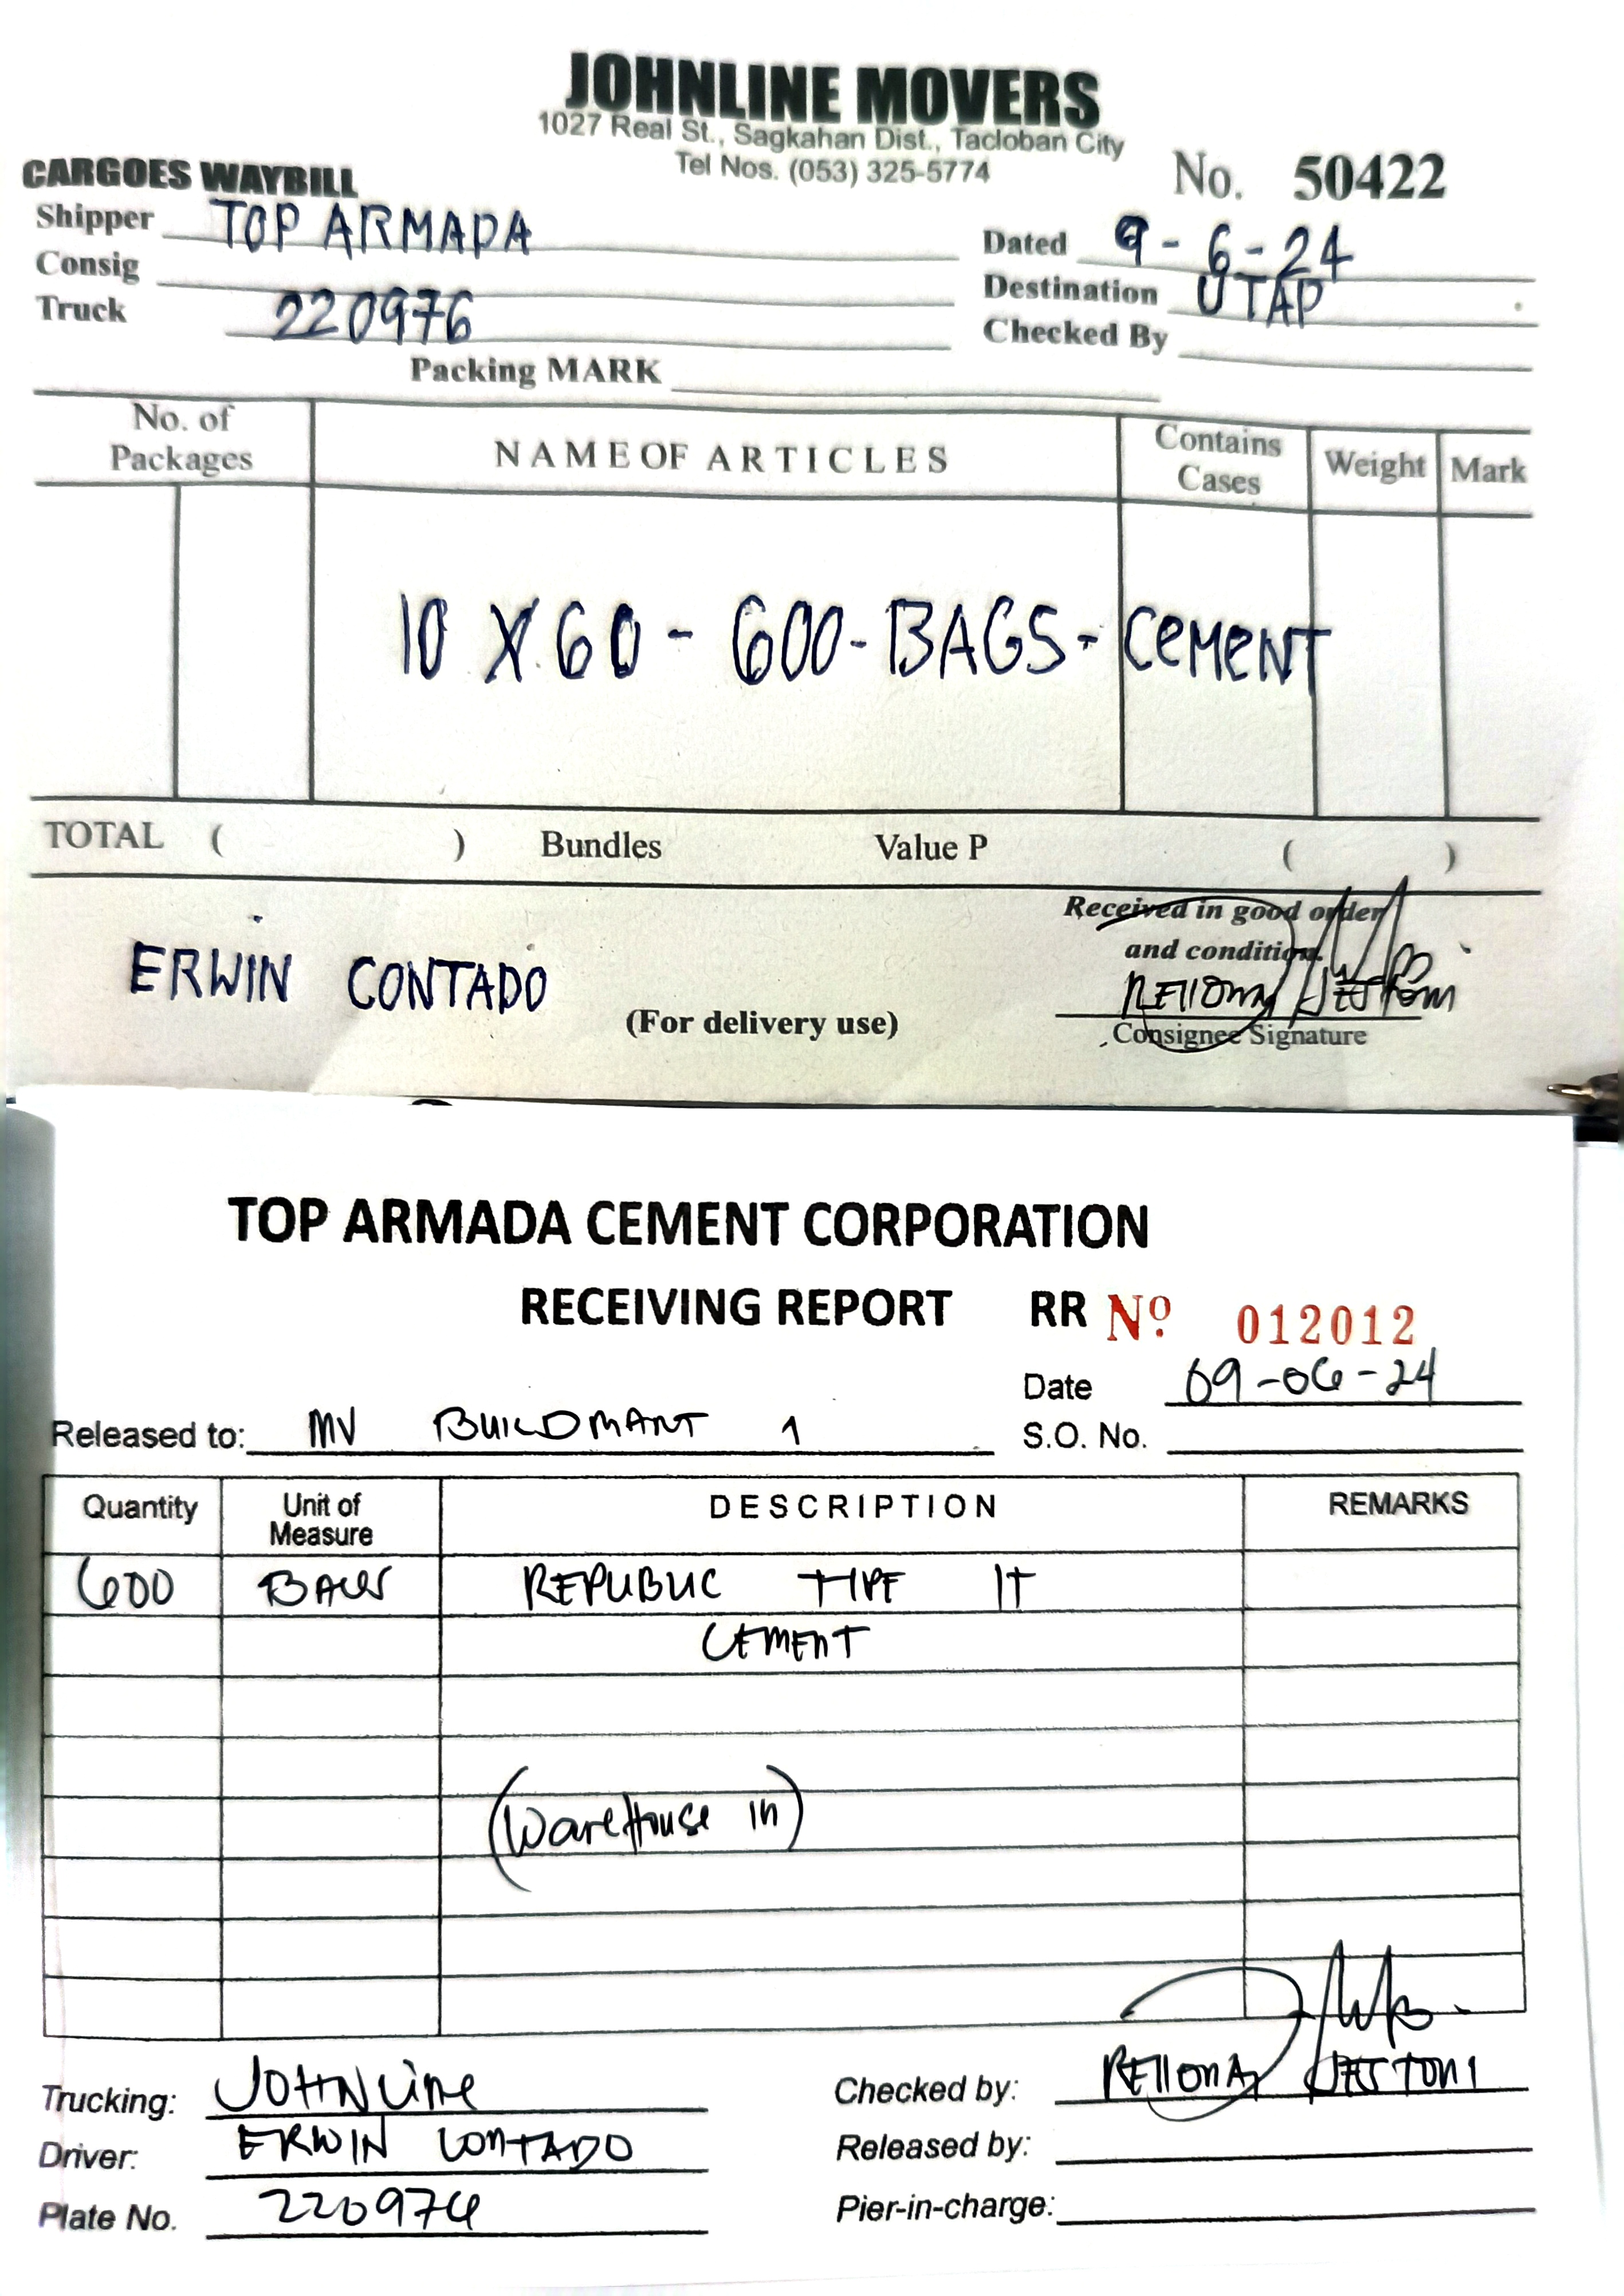 JOHNLINE MOVERS
1027 Real St., Sagkahan Dist., Tacloban City
Tel Nos. (053) 325-5774
CARGOES WAYBILL
No. 50422
Shipper TOP ARMADA
Dated 9-6-24
Consig
Destination UTAP
Truck 220976
Checked By
Packing MARK
No. of Packages NAME OF ARTICLES Contains Cases Weight Mark
10 X 60 - 600 - BAGS - CEMENT
TOTAL ( ) Bundles Value P ( )
Received in good order
and condition.
ERWIN CONTADO
(For delivery use)
Consignee Signature
TOP ARMADA CEMENT CORPORATION
RECEIVING REPORT RR Nº 012012
Date 09-06-24
Released to: MV BUILDMART 1
S.O. No.
Quantity Unit of Measure DESCRIPTION REMARKS
600 BAGS REPUBLIC TYPE 1T
CEMENT
(Warehouse in)
Trucking: JOHNLINE
Checked by:
Driver: ERWIN CONTADO
Released by:
Plate No. 220976
Pier-in-charge: